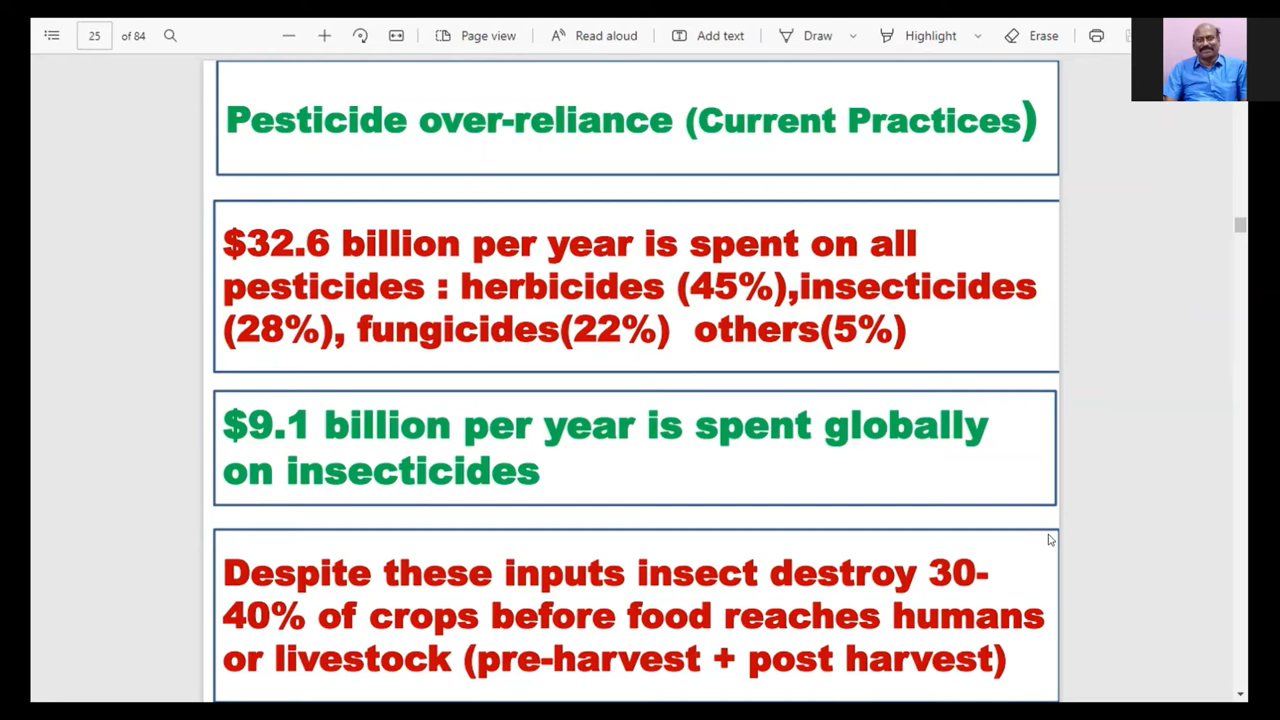 25 of 84 Page view Read aloud Add text Draw Highlight Erase
Pesticide over-reliance (Current Practices)
$32.6 billion per year is spent on all
pesticides : herbicides (45%),insecticides
(28%), fungicides(22%) others(5%)
$9.1 billion per year is spent globally
on insecticides
Despite these inputs insect destroy 30-
40% of crops before food reaches humans
or livestock (pre-harvest + post harvest)